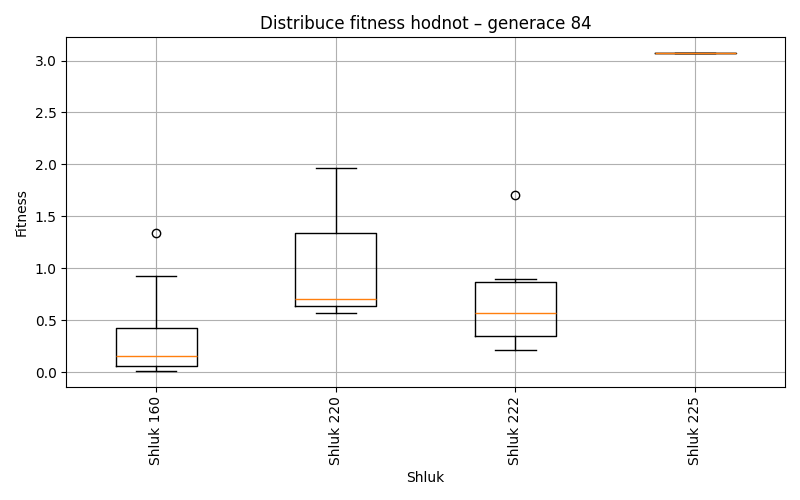 Distribuce fitness hodnot – generace 84
3.0
2.5
2.0
1.5
1.0
0.5
0.0
Fitness
Shluk 160
Shluk 220
Shluk 222
Shluk 225
Shluk